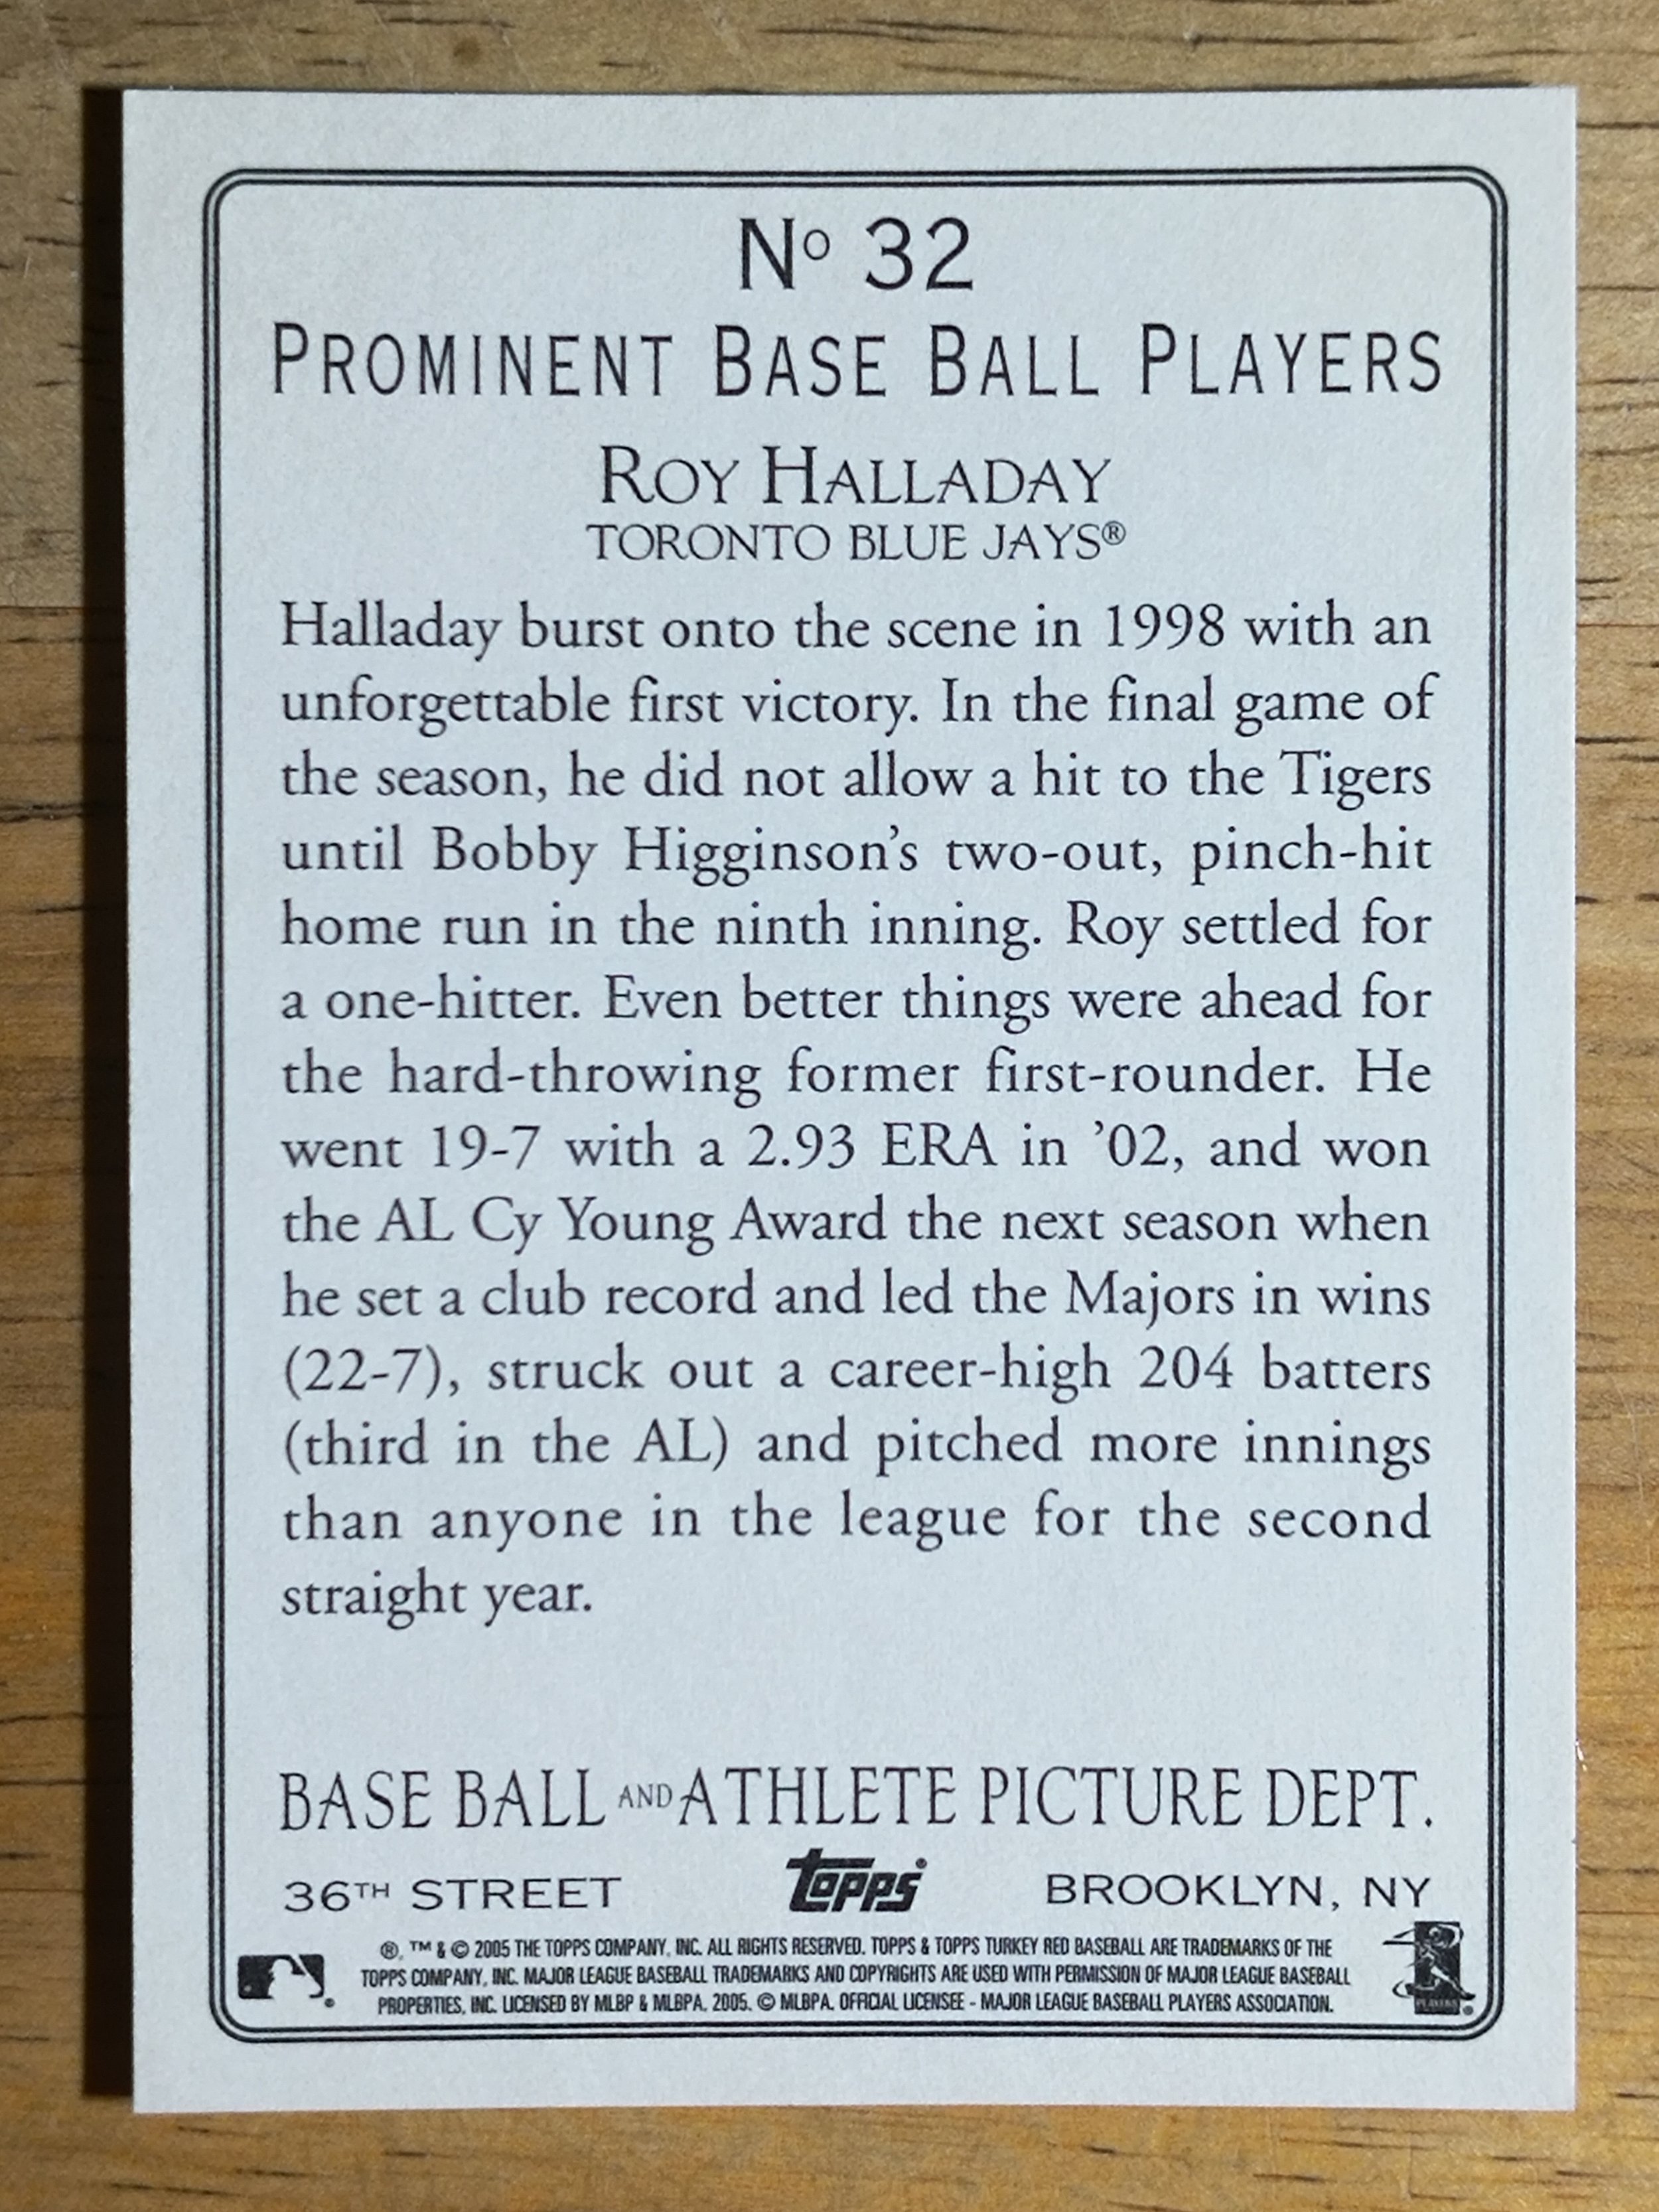 Nº 32
PROMINENT BASE BALL PLAYERS
ROY HALLADAY
TORONTO BLUE JAYS®
Halladay burst onto the scene in 1998 with an
unforgettable first victory. In the final game of
the season, he did not allow a hit to the Tigers
until Bobby Higginson's two-out, pinch-hit
home run in the ninth inning. Roy settled for
a one-hitter. Even better things were ahead for
the hard-throwing former first-rounder. He
went 19-7 with a 2.93 ERA in '02, and won
the AL Cy Young Award the next season when
he set a club record and led the Majors in wins
(22-7), struck out a career-high 204 batters
(third in the AL) and pitched more innings
than anyone in the league for the second
straight year.
BASE BALL AND ATHLETE PICTURE DEPT.
36TH STREET topps BROOKLYN, NY
®, ™ & © 2005 THE TOPPS COMPANY, INC. ALL RIGHTS RESERVED. TOPPS & TOPPS TURKEY RED BASEBALL ARE TRADEMARKS OF THE
TOPPS COMPANY, INC. MAJOR LEAGUE BASEBALL TRADEMARKS AND COPYRIGHTS ARE USED WITH PERMISSION OF MAJOR LEAGUE BASEBALL
PROPERTIES, INC. LICENSED BY MLBP & MLBPA, 2005. © MLBPA. OFFICIAL LICENSEE - MAJOR LEAGUE BASEBALL PLAYERS ASSOCIATION.
PLAYERS